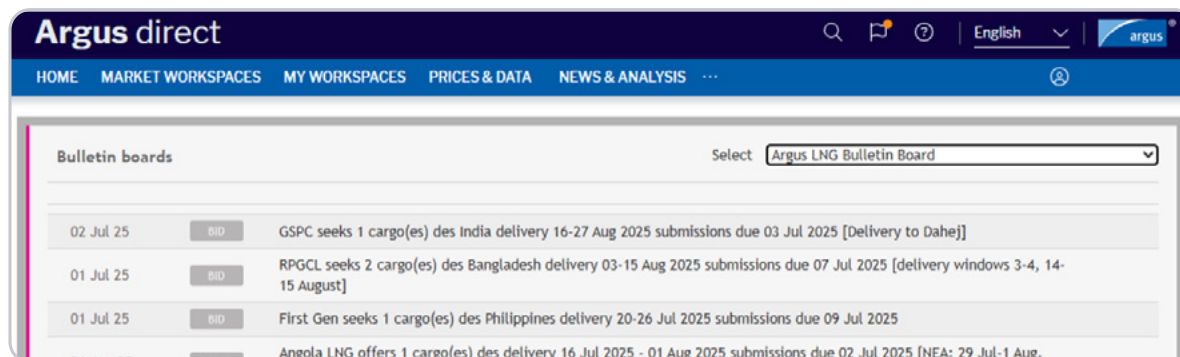 Argus direct
English
argus
HOME MARKET WORKSPACES MY WORKSPACES PRICES & DATA NEWS & ANALYSIS ...
Bulletin boards
Select Argus LNG Bulletin Board
02 Jul 25 BID GSPC seeks 1 cargo(es) des India delivery 16-27 Aug 2025 submissions due 03 Jul 2025 [Delivery to Dahej]
01 Jul 25 BID RPGCL seeks 2 cargo(es) des Bangladesh delivery 03-15 Aug 2025 submissions due 07 Jul 2025 [delivery windows 3-4, 14-
15 August]
01 Jul 25 BID First Gen seeks 1 cargo(es) des Philippines delivery 20-26 Jul 2025 submissions due 09 Jul 2025
Angola LNG offers 1 cargo(es) des delivery 16 Jul 2025 - 01 Aug 2025 submissions due 02 Jul 2025 [NEA: 29 Jul-1 Aug,